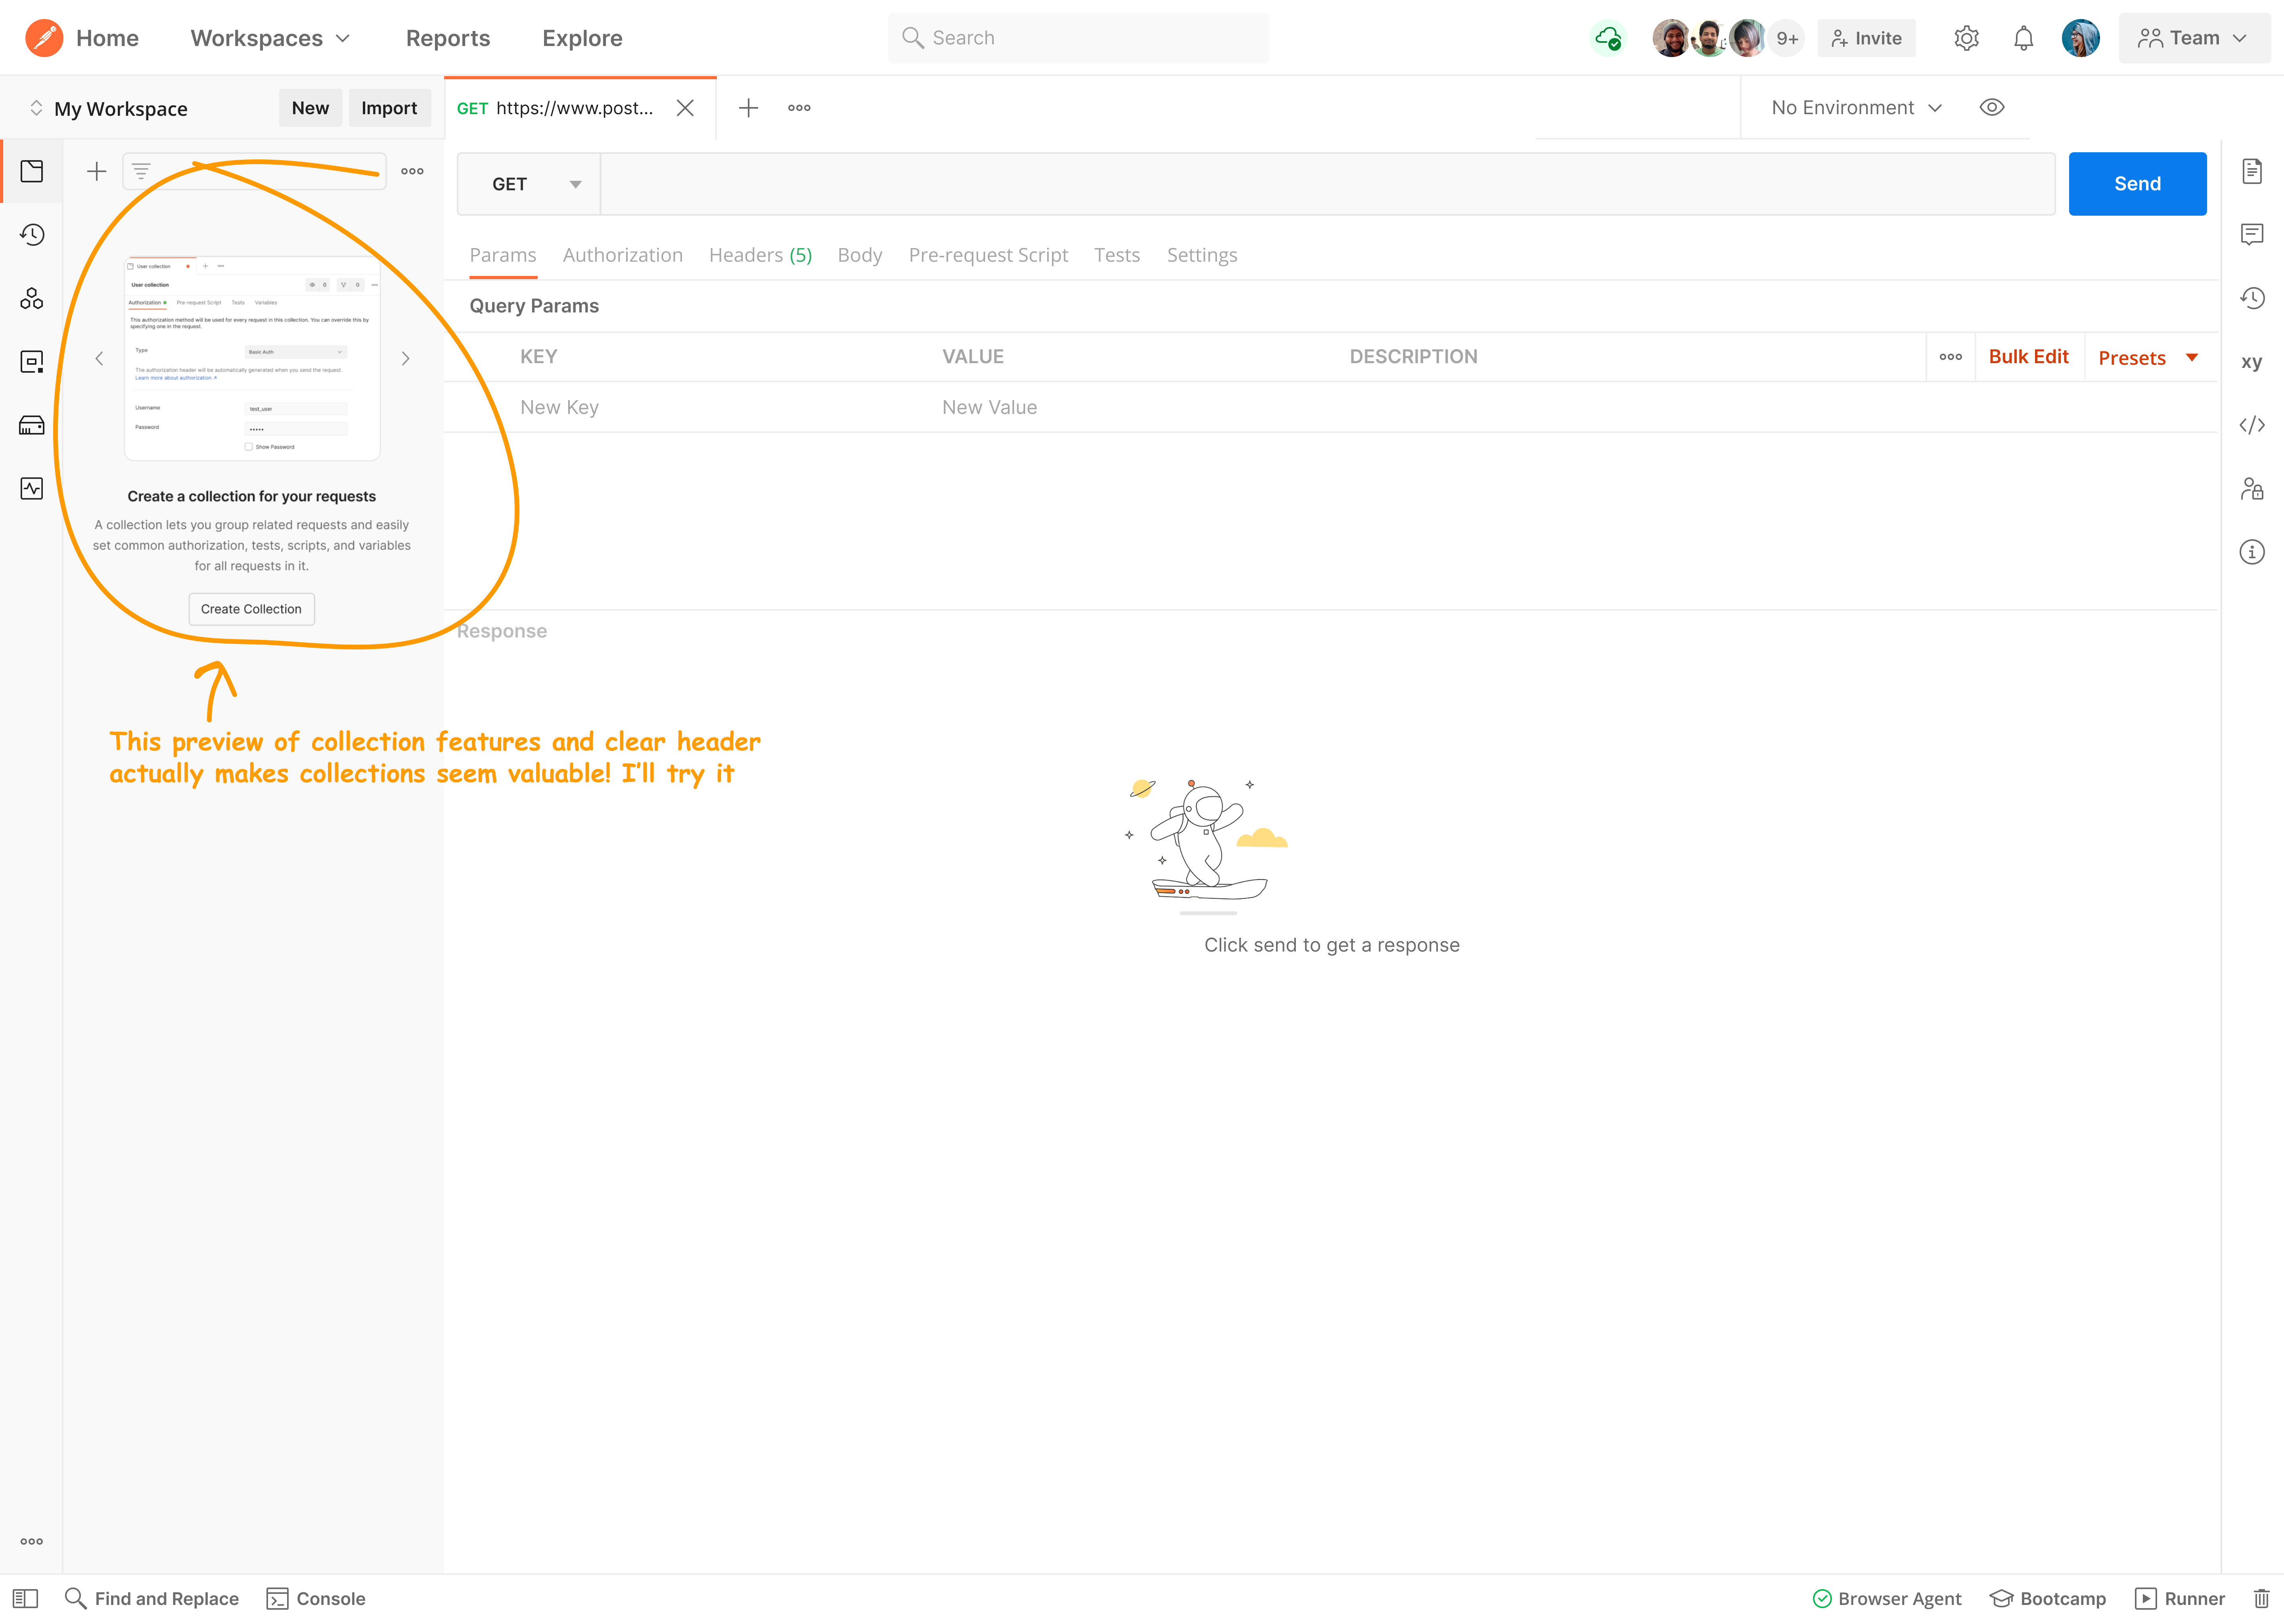 Home Workspaces Reports Explore Search 9+ Invite Team
My Workspace New Import GET https://www.post... No Environment
GET Send
Params Authorization Headers (5) Body Pre-request Script Tests Settings
Query Params
KEY VALUE DESCRIPTION Bulk Edit Presets
New Key New Value
xy
User collection
User collection
0 0
Authorization Pre-request Script Tests Variables
This authorization method will be used for every request in this collection. You can override this by
specifying one in the request.
Type Basic Auth
The authorization header will be automatically generated when you send the request.
Learn more about authorization ↗
Username test_user
Password •••••
Show Password
Create a collection for your requests
A collection lets you group related requests and easily
set common authorization, tests, scripts, and variables
for all requests in it.
Create Collection
Response
This preview of collection features and clear header
actually makes collections seem valuable! I'll try it
Click send to get a response
Find and Replace Console Browser Agent Bootcamp Runner